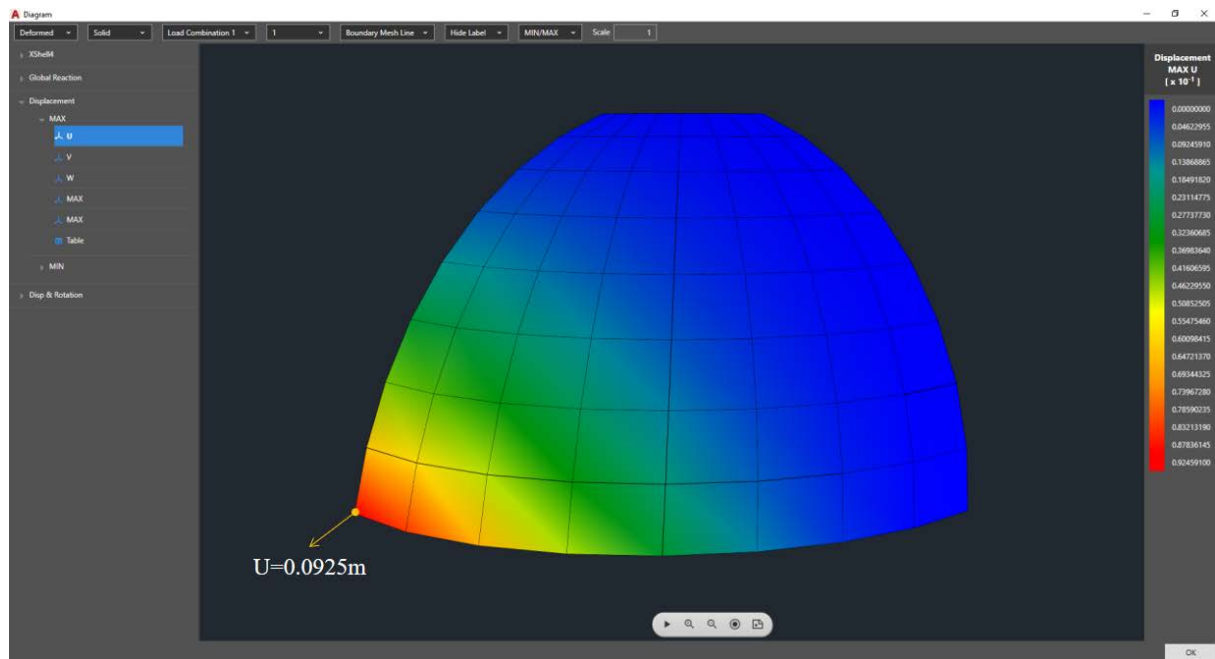 Diagram
Deformed Solid Load Combination 1 1 Boundary Mesh Line Hide Label MIN/MAX Scale 1
XShell4
Global Reaction
Displacement
MAX
U
V
W
MAX
MAX
Table
MIN
Disp & Rotation
U=0.0925m
Displacement
MAX U
[ x 10⁻¹ ]
0.00000000
0.04622955
0.09245910
0.13868865
0.18491820
0.23114775
0.27737730
0.32360685
0.36983640
0.41606595
0.46229550
0.50852505
0.55475460
0.60098415
0.64721370
0.69344325
0.73967280
0.78590235
0.83213190
0.87836145
0.92459100
OK